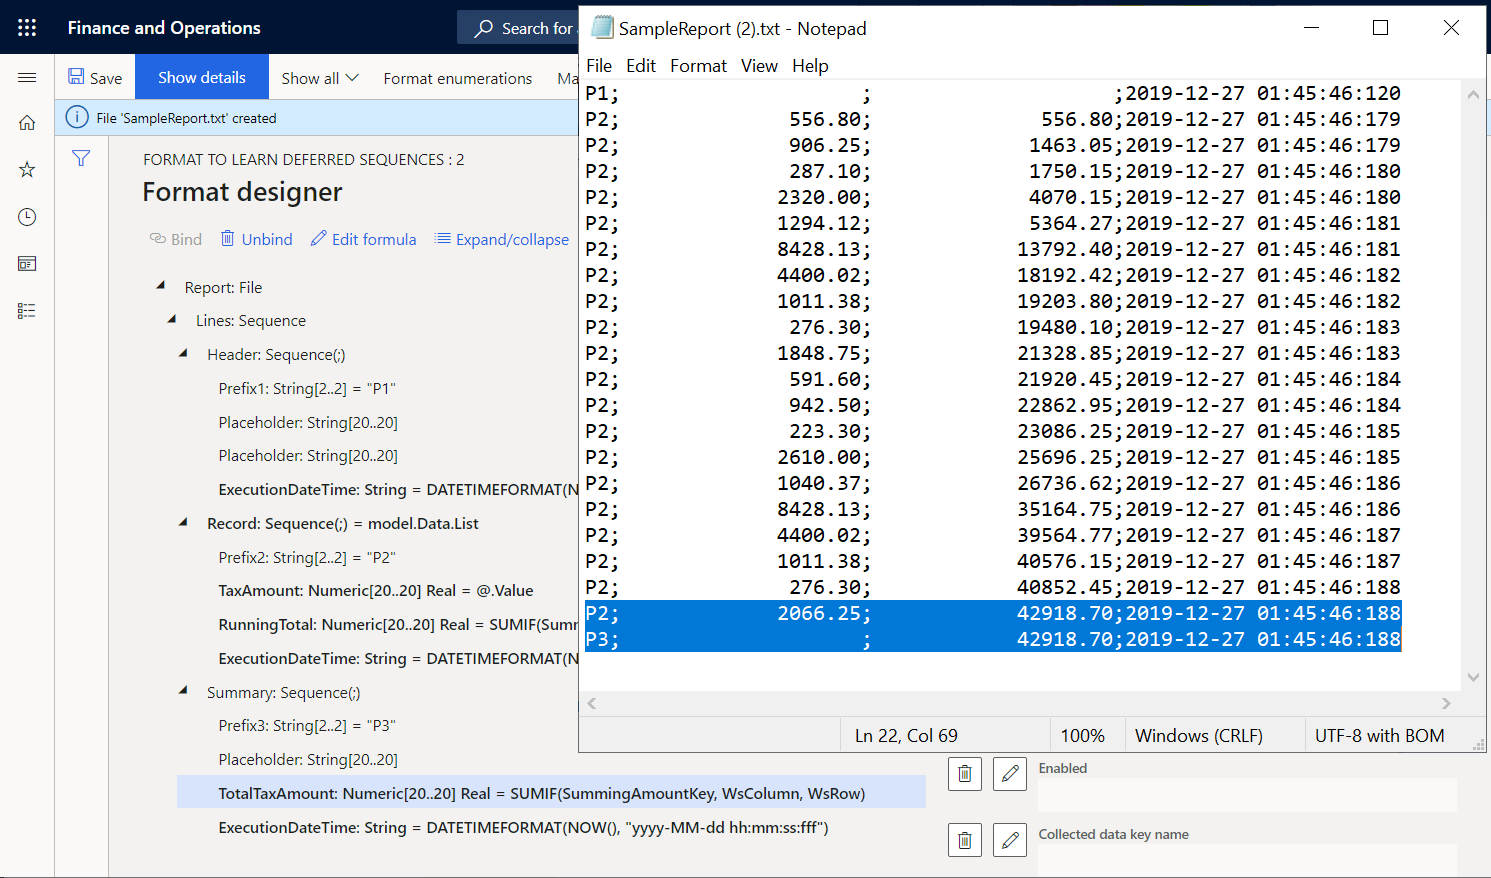 Finance and Operations
Search for a
Save
Show details
Show all
Format enumerations
Ma
File 'SampleReport.txt' created
FORMAT TO LEARN DEFERRED SEQUENCES : 2
Format designer
Bind
Unbind
Edit formula
Expand/collapse
Report: File
Lines: Sequence
Header: Sequence(;)
Prefix1: String[2..2] = "P1"
Placeholder: String[20..20]
Placeholder: String[20..20]
ExecutionDateTime: String = DATETIMEFORMAT(N
Record: Sequence(;) = model.Data.List
Prefix2: String[2..2] = "P2"
TaxAmount: Numeric[20..20] Real = @.Value
RunningTotal: Numeric[20..20] Real = SUMIF(Summ
ExecutionDateTime: String = DATETIMEFORMAT(N
Summary: Sequence(;)
Prefix3: String[2..2] = "P3"
Placeholder: String[20..20]
TotalTaxAmount: Numeric[20..20] Real = SUMIF(SummingAmountKey, WsColumn, WsRow)
ExecutionDateTime: String = DATETIMEFORMAT(NOW(), "yyyy-MM-dd hh:mm:ss:fff")
SampleReport (2).txt - Notepad
File Edit Format View Help
P1; ; ;2019-12-27 01:45:46:120
P2; 556.80; 556.80;2019-12-27 01:45:46:179
P2; 906.25; 1463.05;2019-12-27 01:45:46:179
P2; 287.10; 1750.15;2019-12-27 01:45:46:180
P2; 2320.00; 4070.15;2019-12-27 01:45:46:180
P2; 1294.12; 5364.27;2019-12-27 01:45:46:181
P2; 8428.13; 13792.40;2019-12-27 01:45:46:181
P2; 4400.02; 18192.42;2019-12-27 01:45:46:182
P2; 1011.38; 19203.80;2019-12-27 01:45:46:182
P2; 276.30; 19480.10;2019-12-27 01:45:46:183
P2; 1848.75; 21328.85;2019-12-27 01:45:46:183
P2; 591.60; 21920.45;2019-12-27 01:45:46:184
P2; 942.50; 22862.95;2019-12-27 01:45:46:184
P2; 223.30; 23086.25;2019-12-27 01:45:46:185
P2; 2610.00; 25696.25;2019-12-27 01:45:46:185
P2; 1040.37; 26736.62;2019-12-27 01:45:46:186
P2; 8428.13; 35164.75;2019-12-27 01:45:46:186
P2; 4400.02; 39564.77;2019-12-27 01:45:46:187
P2; 1011.38; 40576.15;2019-12-27 01:45:46:187
P2; 276.30; 40852.45;2019-12-27 01:45:46:188
P2; 2066.25; 42918.70;2019-12-27 01:45:46:188
P3; ; 42918.70;2019-12-27 01:45:46:188
Ln 22, Col 69
100%
Windows (CRLF)
UTF-8 with BOM
Enabled
Collected data key name